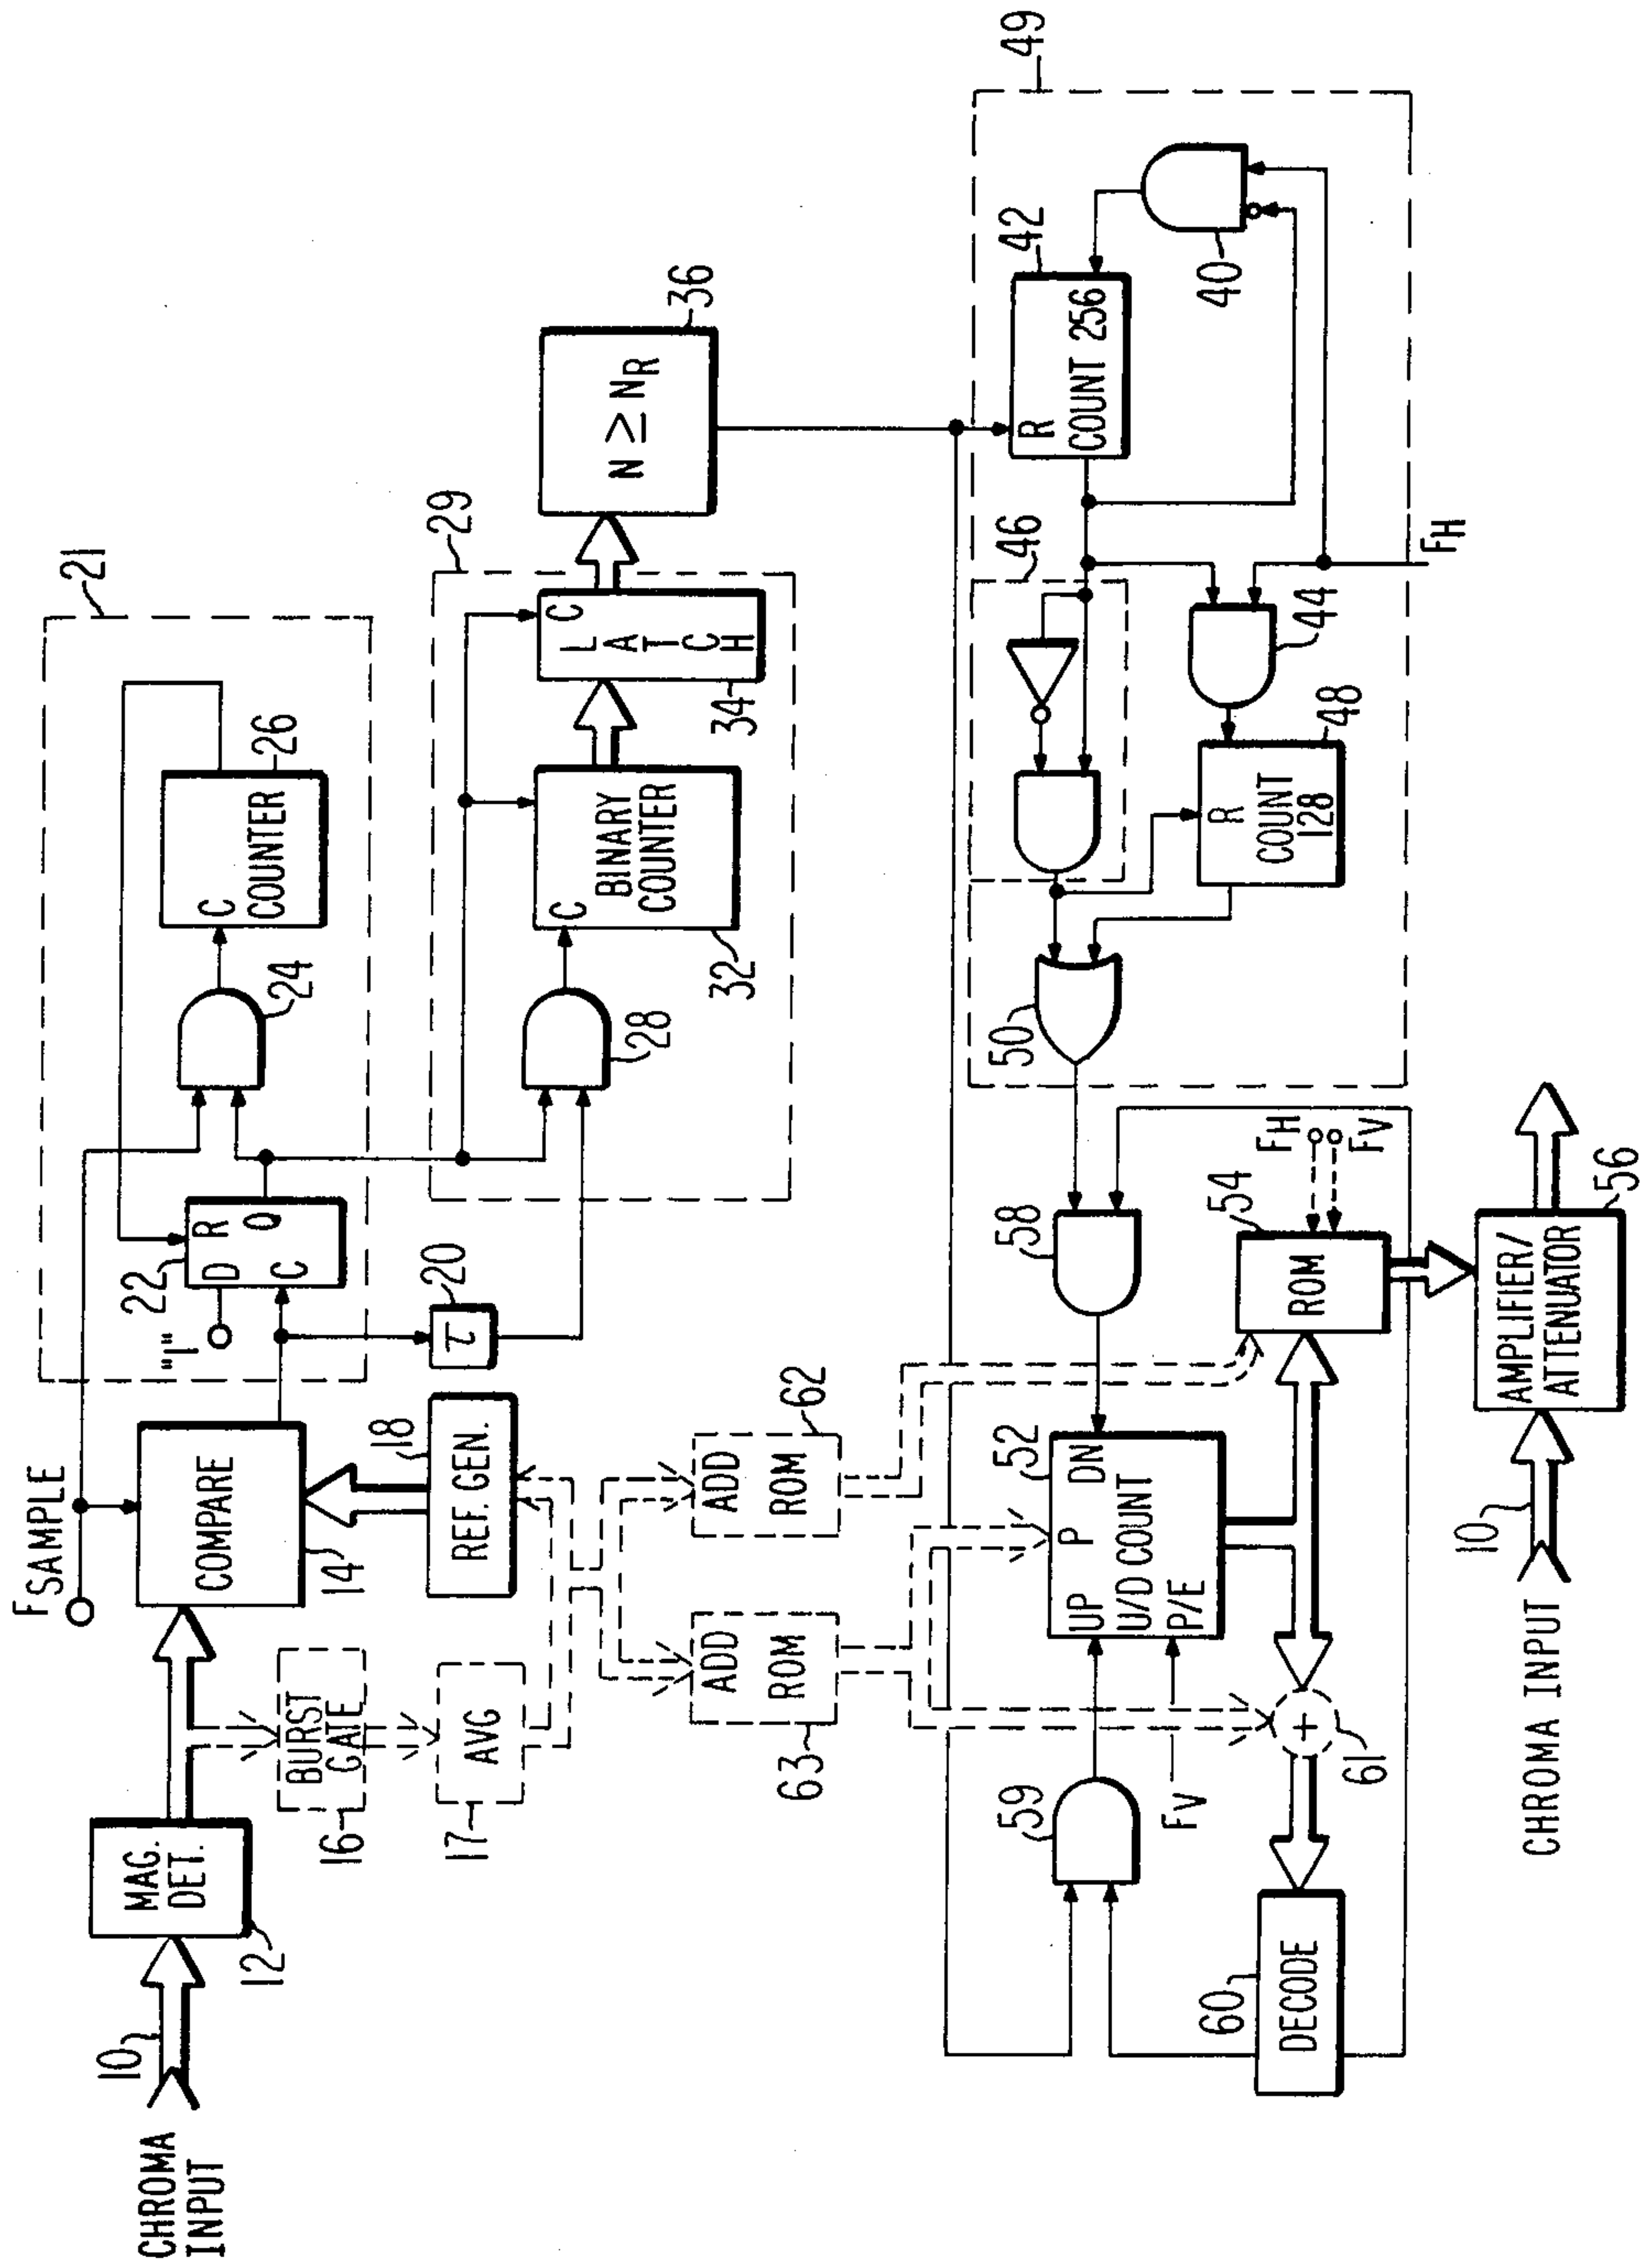 CHROMA
INPUT
10
MAG.
DET.
12
FSAMPLE
COMPARE
14
BURST
GATE
16
AVG
17
REF. GEN.
18
τ
20
21
22
"1"
D
R
C
Q
24
C
COUNTER
26
29
28
C
BINARY
COUNTER
32
C
LATCH
34
N ≥ NR
36
49
R
COUNT 256
42
40
46
44
R
COUNT
128
48
FH
50
58
ADD
ROM
62
ADD
ROM
63
59
FV
UP
P
DN
U/D COUNT
P/E
52
ROM
54
FH
FV
+
61
DECODE
60
CHROMA INPUT
10
AMPLIFIER/
ATTENUATOR
56